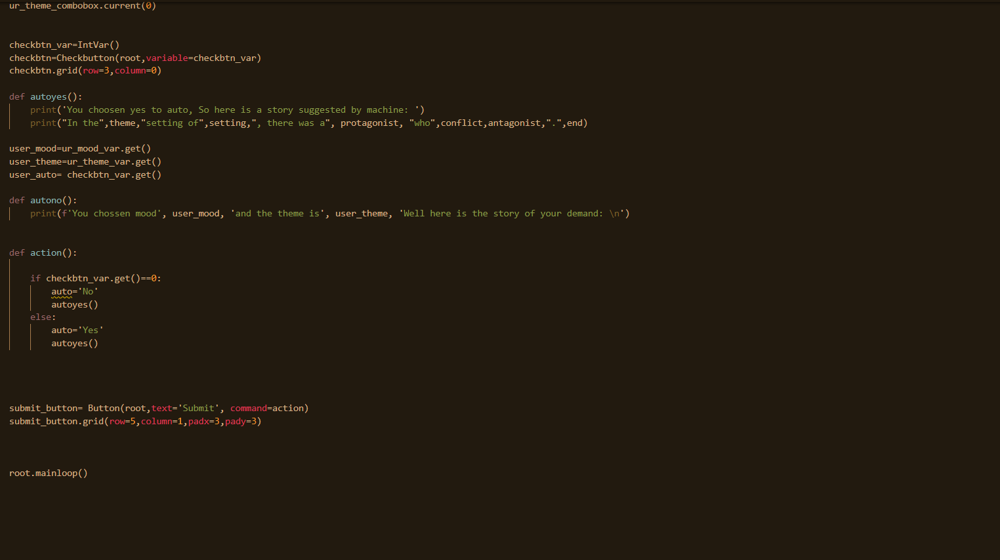 ur_theme_combobox.current(0)
checkbtn_var=IntVar()
checkbtn=Checkbutton(root,variable=checkbtn_var)
checkbtn.grid(row=3,column=0)
def autoyes():
    print('You choosen yes to auto, So here is a story suggested by machine: ')
    print("In the",theme,"setting of",setting,", there was a", protagonist, "who",conflict,antagonist,".",end)
user_mood=ur_mood_var.get()
user_theme=ur_theme_var.get()
user_auto= checkbtn_var.get()
def autono():
    print(f'You chossen mood', user_mood, 'and the theme is', user_theme, 'Well here is the story of your demand: \n')
def action():
    if checkbtn_var.get()==0:
        auto='No'
        autoyes()
    else:
        auto='Yes'
        autoyes()
submit_button= Button(root,text='Submit', command=action)
submit_button.grid(row=5,column=1,padx=3,pady=3)
root.mainloop()